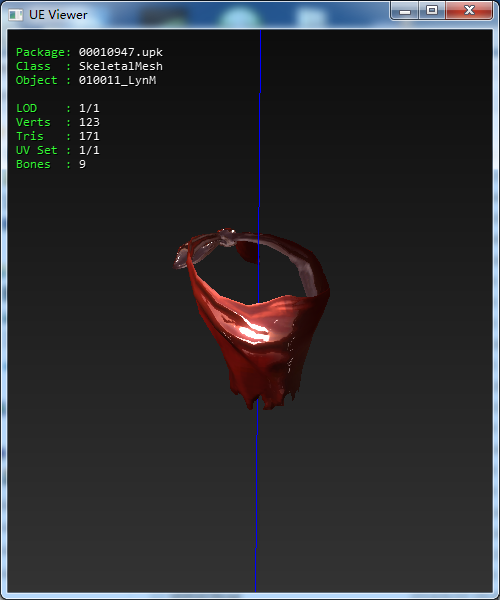 UE Viewer
Package: 00010947.upk
Class : SkeletalMesh
Object : 010011_LynM
LOD : 1/1
Verts : 123
Tris : 171
UV Set : 1/1
Bones : 9